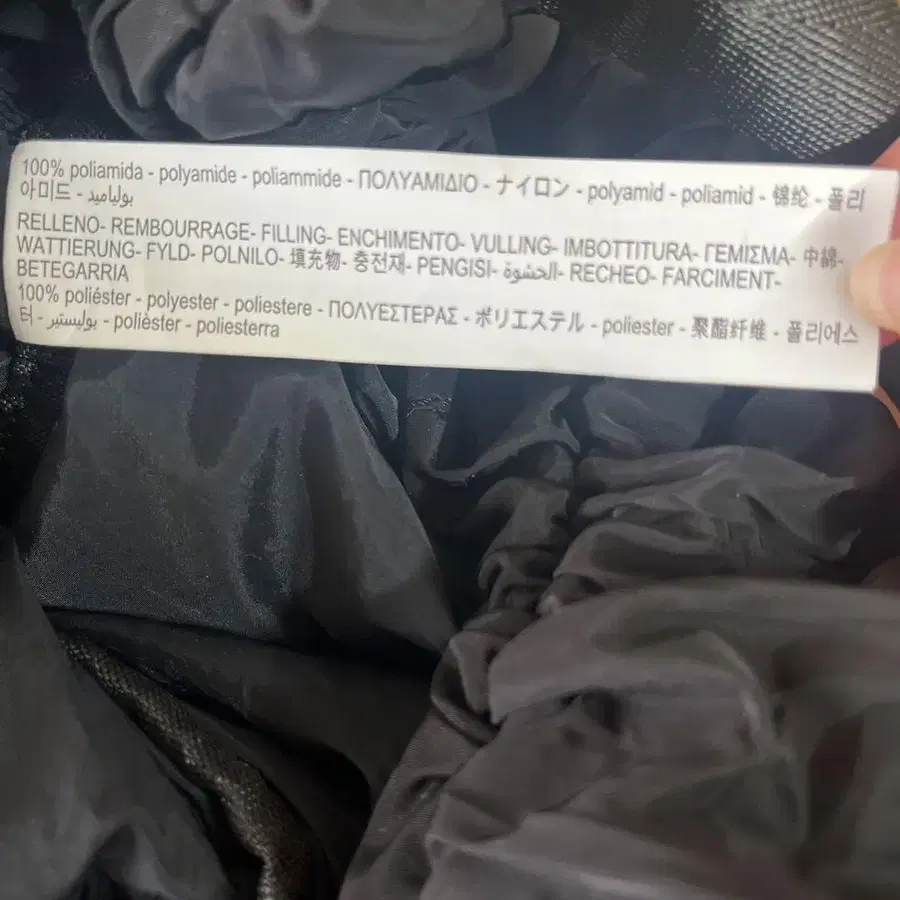 100% poliamida - polyamide - poliammide - ΠΟΛΥΑΜΙΔΙΟ - ナイロン - polyamid - poliamid - 锦纶 - 폴리
아미드 - بولياميد
RELLENO- REMBOURRAGE- FILLING- ENCHIMENTO- VULLING- IMBOTTITURA- ΓΕΜΙΣΜΑ- 中綿-
WATTIERUNG- FYLD- POLNILO- 填充物- 충전재- PENGISI- الحشوة- RECHEO- FARCIMENT-
BETEGARRIA
100% poliéster - polyester - poliestere - ΠΟΛΥΕΣΤΕΡΑΣ - ポリエステル - poliester - 聚酯纤维 - 폴리에스
터 - بوليستير - polièster - poliesterra